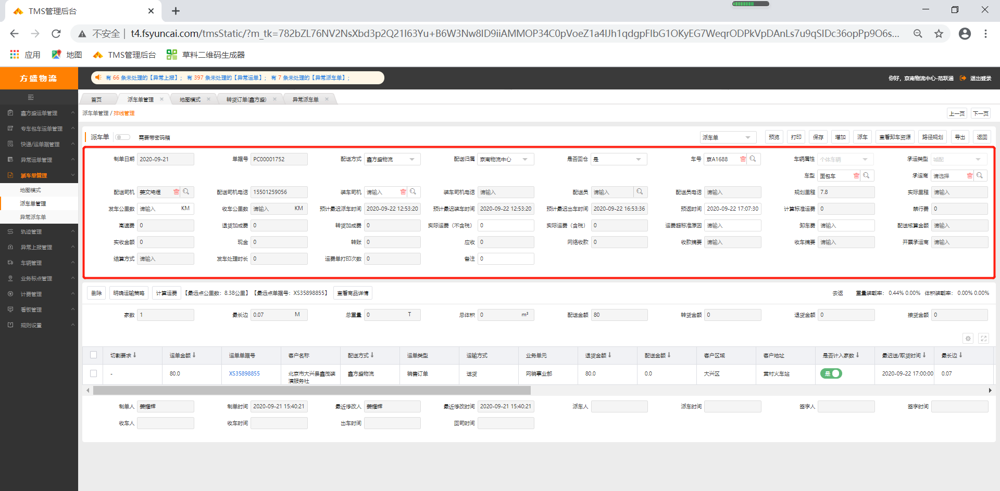 TMS管理后台
不安全 | t4.fsyuncai.com/tmsStatic/?m_tk=782bZL76NV2NsXbd3p2Q21I63Yu+B6W3Nw8ID9iiAMMOP34C0pVoeZ1a4IJh1qdgpFIbG1OKyEG7WeqrODPkVpDAnLs7u9qSIDc36opPp9O6s...
应用 地图 TMS管理后台 草料二维码生成器
方盛物流
有 66 条未处理的【异常上报】； 有 397 条未处理的【异常运单】； 有 7 条未处理的【异常派车单】；
你好，京南物流中心-范跃通 退出登录
首页 派车单管理 地图模式 转货订单(鑫方盛) 异常派车单
鑫方盛运单管理
专车包车运单管理
快递/运单据管理
异常运单管理
派车单管理
地图模式
派车单管理
异常派车单
轨迹管理
异常上报管理
车辆管理
业务标点管理
计费管理
看板管理
规则设置
派车单管理 / 排线管理
上一页 下一页
派车单 需要带密码箱
派车单 预览 打印 保存 增加 派车 查看卸车资源 路径规划 导出 返回
制单日期 2020-09-21 单据号 PC00001752 配送方式 鑫方盛物流 配送归属 京南物流中心 是否回仓 是 车号 京A1688 车辆属性 个体车辆 承运类型 城配
车型 面包车 承运商 请选择
配送司机 姜文埼煜 配送司机电话 15501259056 装车司机 请输入 装车司机电话 请输入 配送员 请输入 配送员电话 请输入 规划里程 7.8 实际里程 请输入
发车公里数 请输入 KM 收车公里数 请输入 KM 预计最迟派车时间 2020-09-22 12:53:20 预计最迟装车时间 2020-09-22 12:53:20 预计最迟出车时间 2020-09-22 16:53:36 预返时间 2020-09-22 17:07:30 计算标准运费 0 禁行费 0
高速费 0 退货加成费 0 转货加成费 0 实际运费（不含税） 0 实际运费（含税） 0 运费超标准原因 请输入 卸车费 请输入 配送核算金额 请输入
实收金额 0 现金 0 转账 0 应收 0 网络收款 0 收款摘要 请输入 收车摘要 请输入 开票承运商 请输入
结算方式 请输入 发车处理时长 0 运费单打印次数 0 备注 0
删除 明确运输策略 计算运费 【最远点公里数：8.38公里】 【最远点单据号：XS35898855】 查看商品详情
去返 重量装载率： 0.44% 0.00% 体积装载率： 0.00% 0.00%
家数 1 最长边 0.07 M 总重量 0 T 总体积 0 m³ 配送金额 80 转货金额 0 退货金额 0 接货金额 0
切割要求 运单金额 运单单据号 客户名称 配送方式 运单类型 运输方式 业务单元 退货金额 配送金额 客户区域 客户地址 是否计入家数 最迟送/取货时间 最长边
- 80.0 XS35898855 北京市大兴县鑫茂装潢服务社 鑫方盛物流 销售订单 送货 网销事业部 80.0 0.0 大兴区 黄村火车站 是 2020-09-22 17:00:00 0.07
制单人 姜耀辉 制单时间 2020-09-21 15:40:21 最近修改人 姜耀辉 最近修改时间 2020-09-21 15:40:21 派车人 派车时间 签字人 签字时间
收车人 收车时间 出车时间 回司时间